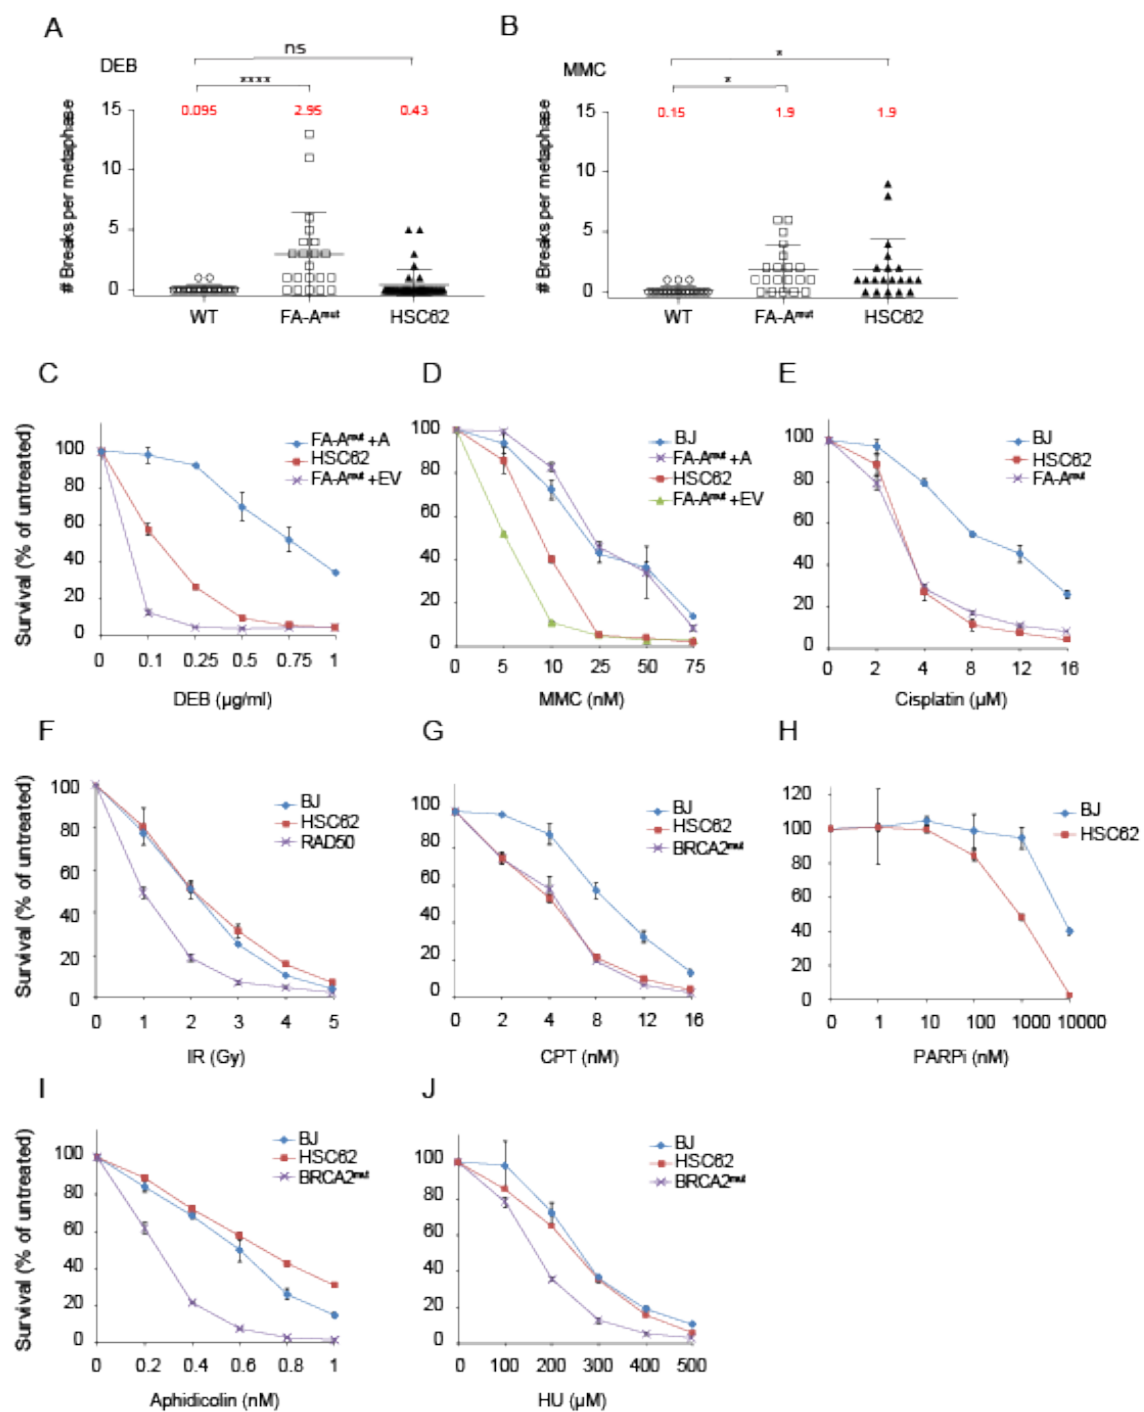 A
B
ns
*
DEB
****
MMC
*
0.095 2.95 0.43
0.15 1.9 1.9
# Breaks per metaphase
15
10
5
0
WT FA-Amut HSC62
# Breaks per metaphase
15
10
5
0
WT FA-Amut HSC62
C
D
E
Survival (% of untreated)
100
80
60
40
20
0
FA-Amut +A
HSC62
FA-Amut +EV
0 0.1 0.25 0.5 0.75 1
DEB (µg/ml)
100
80
60
40
20
0
BJ
FA-Amut +A
HSC62
FA-Amut +EV
0 5 10 25 50 75
MMC (nM)
100
80
60
40
20
0
BJ
HSC62
FA-Amut
0 2 4 8 12 16
Cisplatin (µM)
F
G
H
Survival (% of untreated)
100
80
60
40
20
0
BJ
HSC62
RAD50
0 1 2 3 4 5
IR (Gy)
100
80
60
40
20
0
BJ
HSC62
BRCA2mut
0 2 4 8 12 16
CPT (nM)
120
100
80
60
40
20
0
BJ
HSC62
0 1 10 100 1000 10000
PARPi (nM)
I
J
Survival (% of untreated)
100
80
60
40
20
0
BJ
HSC62
BRCA2mut
0 0.2 0.4 0.6 0.8 1
Aphidicolin (nM)
100
80
60
40
20
0
BJ
HSC62
BRCA2mut
0 100 200 300 400 500
HU (µM)